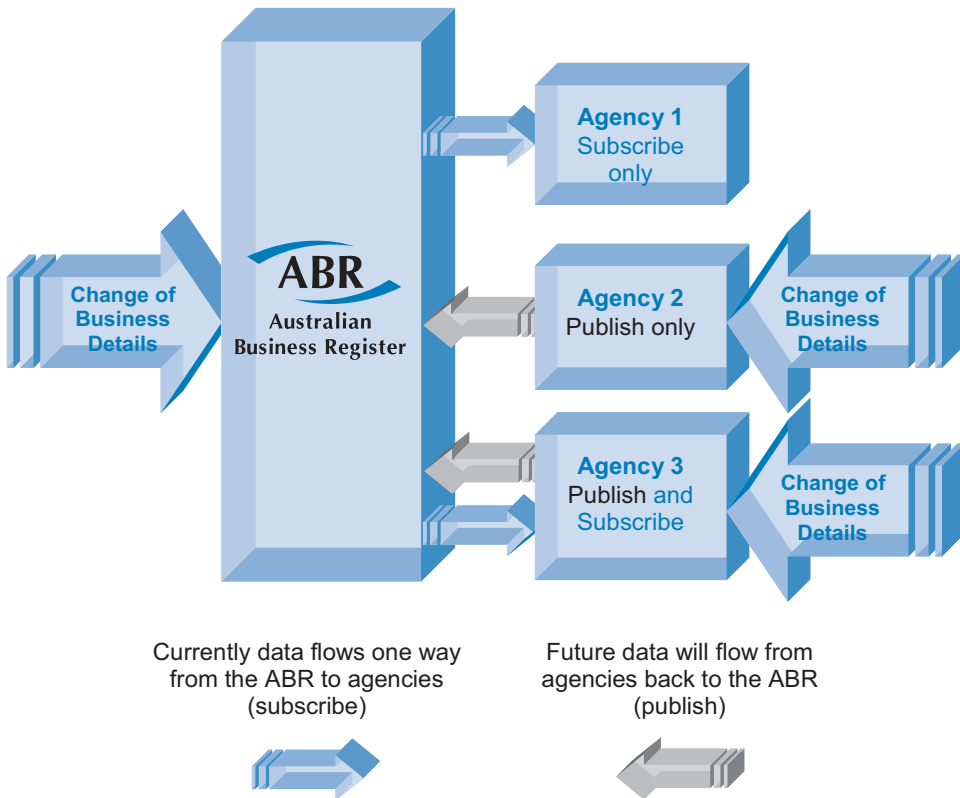 Agency 1
Subscribe
only
Change of
Business
Details
ABR
Australian
Business Register
Agency 2
Publish only
Change of
Business
Details
Agency 3
Publish and
Subscribe
Change of
Business
Details
Currently data flows one way
from the ABR to agencies
(subscribe)
Future data will flow from
agencies back to the ABR
(publish)